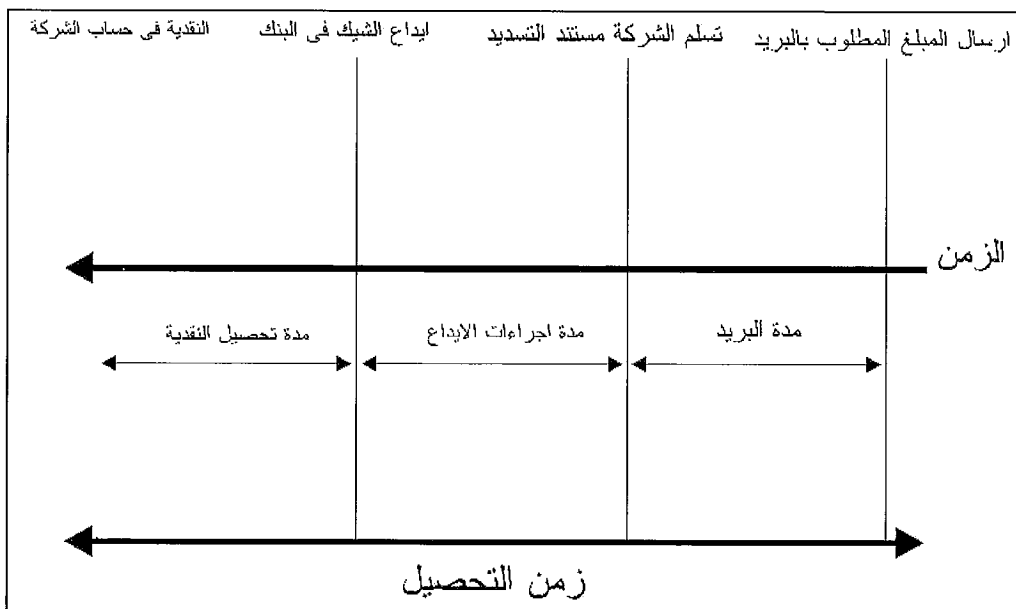 ارسال المبلغ المطلوب بالبريد
تسلم الشركة مستند التسديد
ايداع الشيك فى البنك
النقدية فى حساب الشركة
الزمن
مدة البريد
مدة اجراءات الايداع
مدة تحصيل النقدية
زمن التحصيل